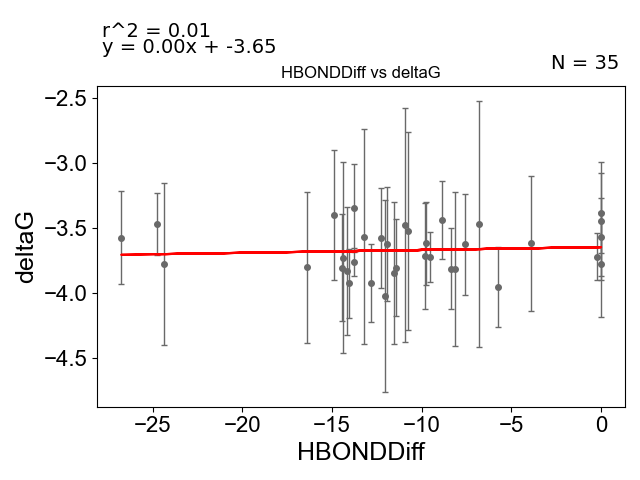 r^2 = 0.01
y = 0.00x + -3.65
N = 35
HBONDDiff vs deltaG
−2.5
−3.0
−3.5
−4.0
−4.5
deltaG
−25
−20
−15
−10
−5
0
HBONDDiff